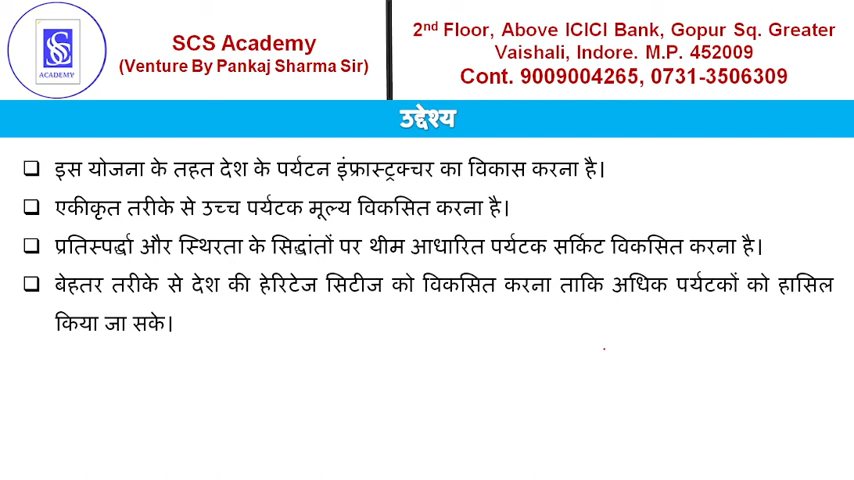 SCS
ACADEMY
SCS Academy
(Venture By Pankaj Sharma Sir)
2nd Floor, Above ICICI Bank, Gopur Sq. Greater
Vaishali, Indore. M.P. 452009
Cont. 9009004265, 0731-3506309
उद्देश्य
❑ इस योजना के तहत देश के पर्यटन इंफ्रास्ट्रक्चर का विकास करना है।
❑ एकीकृत तरीके से उच्च पर्यटक मूल्य विकसित करना है।
❑ प्रतिस्पर्द्धा और स्थिरता के सिद्धांतों पर थीम आधारित पर्यटक सर्किट विकसित करना है।
❑ बेहतर तरीके से देश की हेरिटेज सिटीज को विकसित करना ताकि अधिक पर्यटकों को हासिल
किया जा सके।